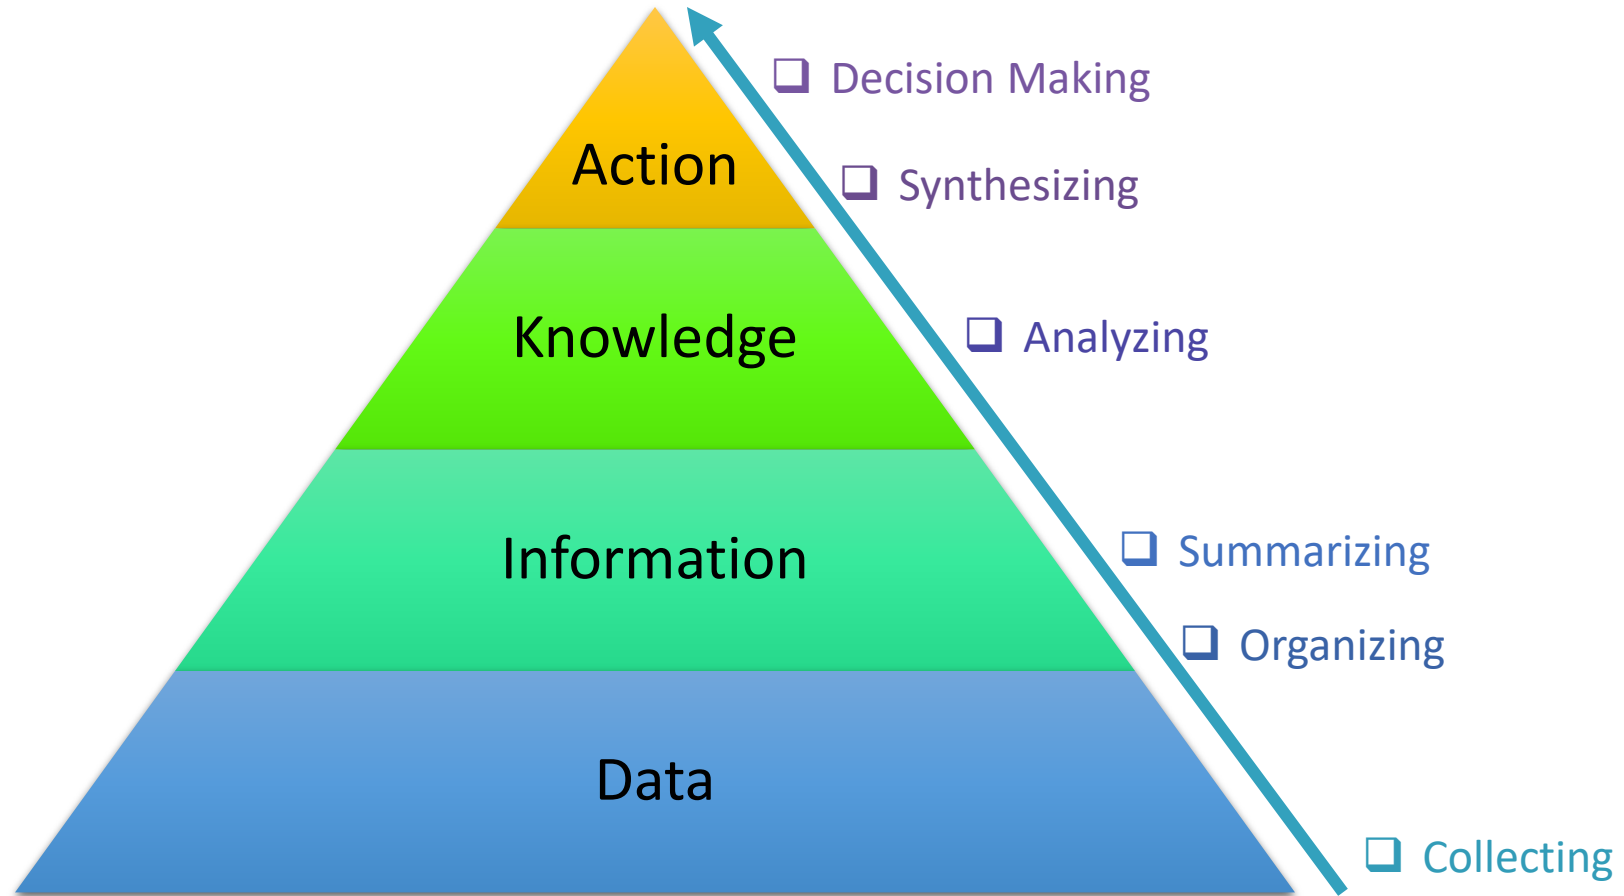 ❑ Decision Making
Action
❑ Synthesizing
Knowledge
❑ Analyzing
Information
❑ Summarizing
❑ Organizing
Data
❑ Collecting